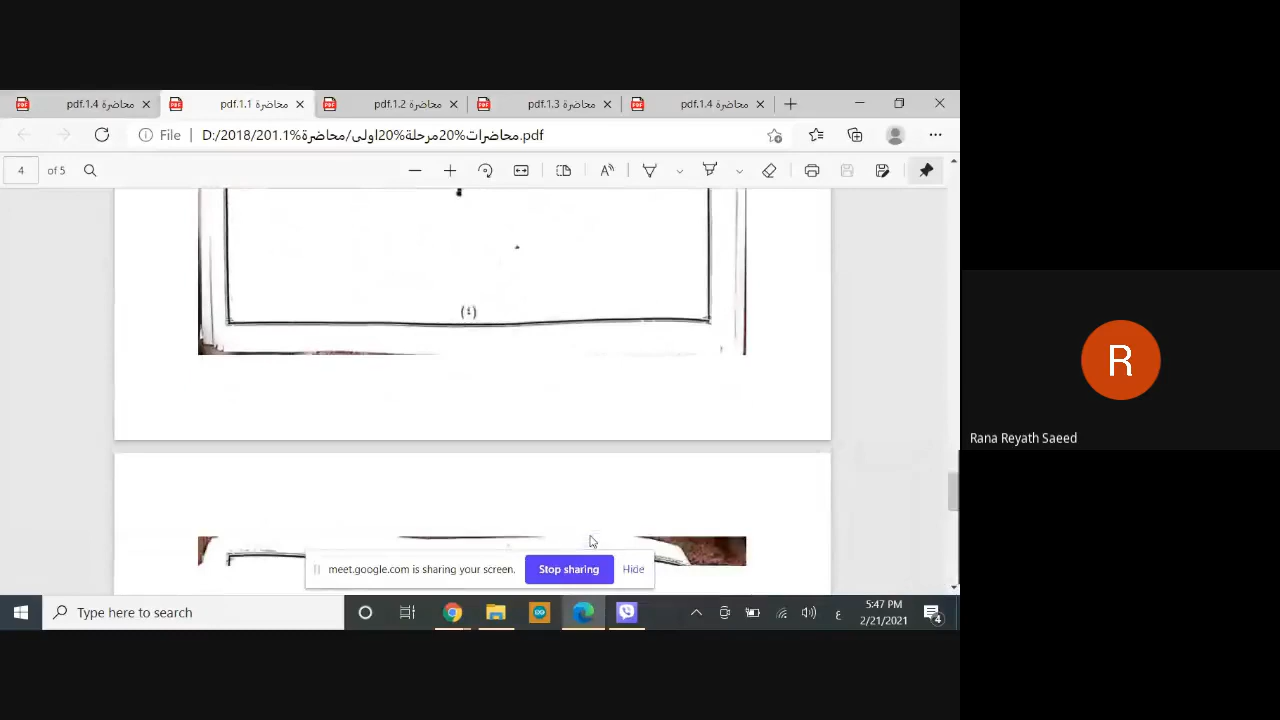 محاضرة 1.4.pdf
محاضرة 1.1.pdf
محاضرة 1.2.pdf
محاضرة 1.3.pdf
محاضرة 1.4.pdf
File
D:/2018/201.1%محاضرات%20مرحلة%20اولى/محاضرة.pdf
4
of 5
(٤)
Rana Reyath Saeed
R
meet.google.com is sharing your screen.
Stop sharing
Hide
Type here to search
ع
5:47 PM
2/21/2021
4